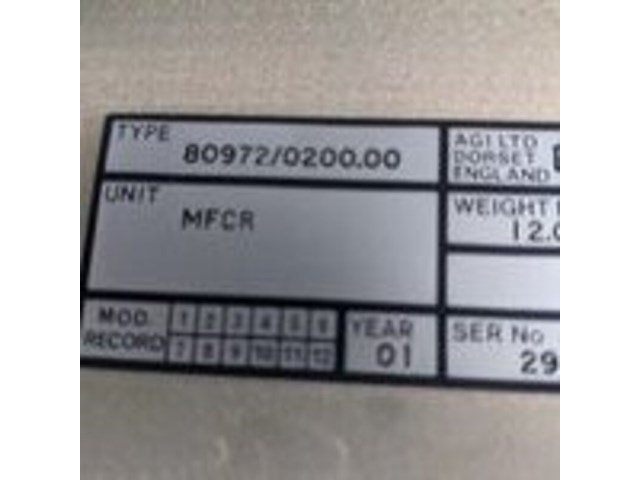 TYPE
80972/0200.00
AGI LTD
DORSET
ENGLAND
UNIT
MFCR
WEIGHT
12.0
MOD.
RECORD
1 2 3 4 5 6
7 8 9 10 11 12
YEAR
01
SER No
29